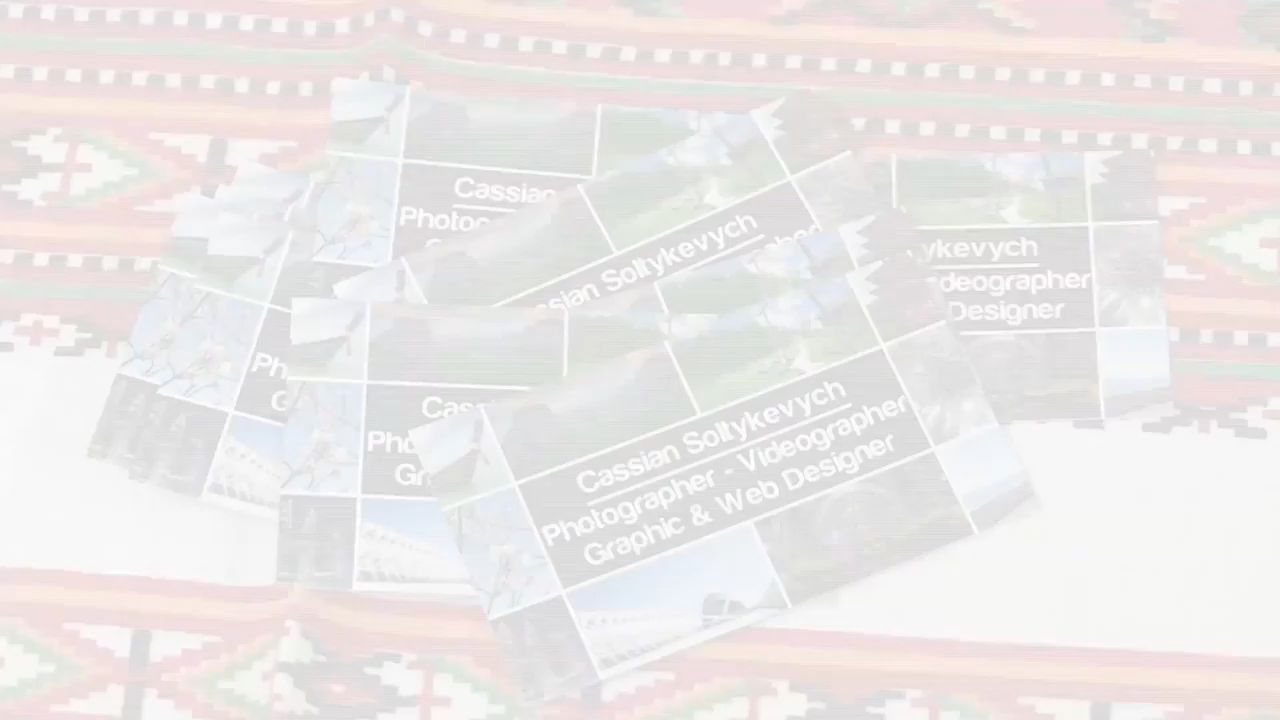 Cassian
Photog
Cassian Soltykevych
ykevych
deographer
Designer
Ph
G
Cas
Pho
Gr
Cassian Soltykevych
Photographer - Videographer
Graphic & Web Designer